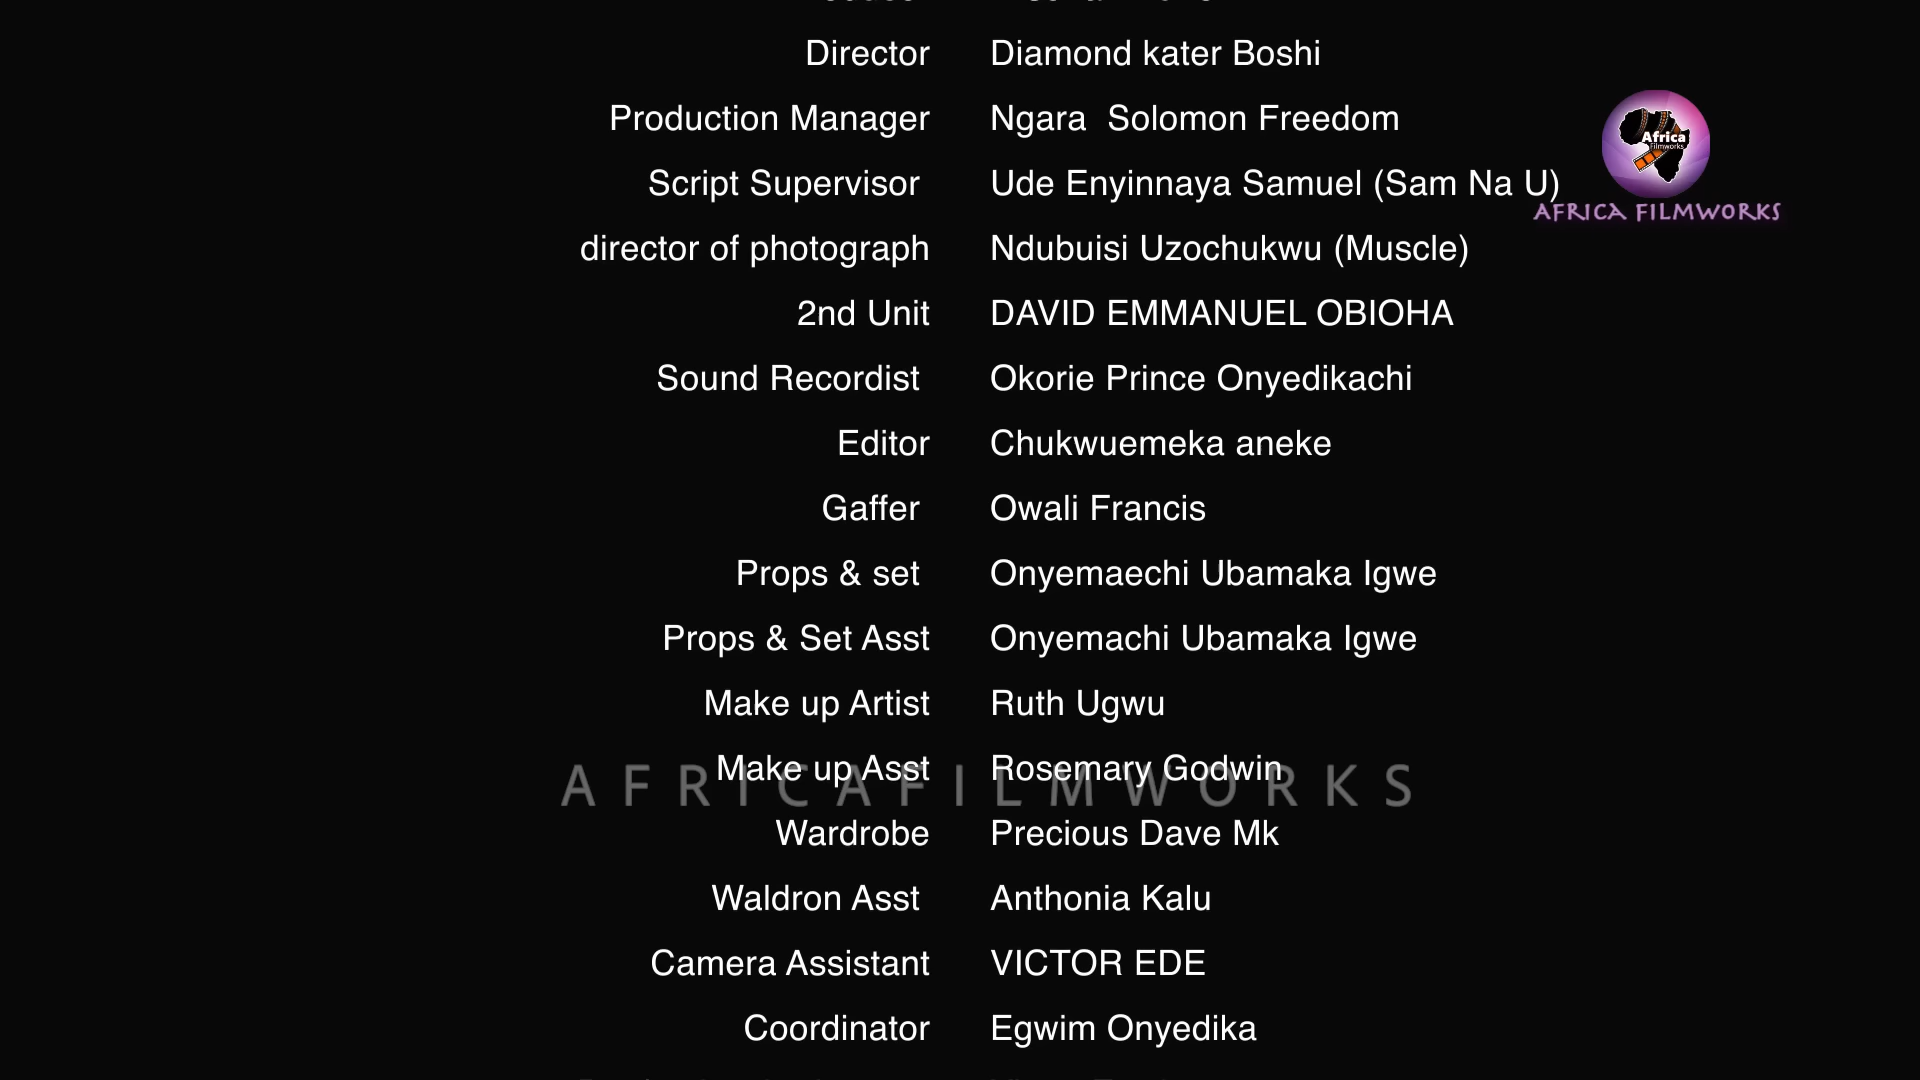 Director Diamond kater Boshi
Production Manager Ngara  Solomon Freedom
Script Supervisor Ude Enyinnaya Samuel (Sam Na U)
director of photograph Ndubuisi Uzochukwu (Muscle)
2nd Unit DAVID EMMANUEL OBIOHA
Sound Recordist Okorie Prince Onyedikachi
Editor Chukwuemeka aneke
Gaffer Owali Francis
Props & set Onyemaechi Ubamaka Igwe
Props & Set Asst Onyemachi Ubamaka Igwe
Make up Artist Ruth Ugwu
Make up Asst Rosemary Godwin
Wardrobe Precious Dave Mk
Waldron Asst Anthonia Kalu
Camera Assistant VICTOR EDE
Coordinator Egwim Onyedika
Africa
Filmworks
AFRICA FILMWORKS
AFRICAFILMWORKS